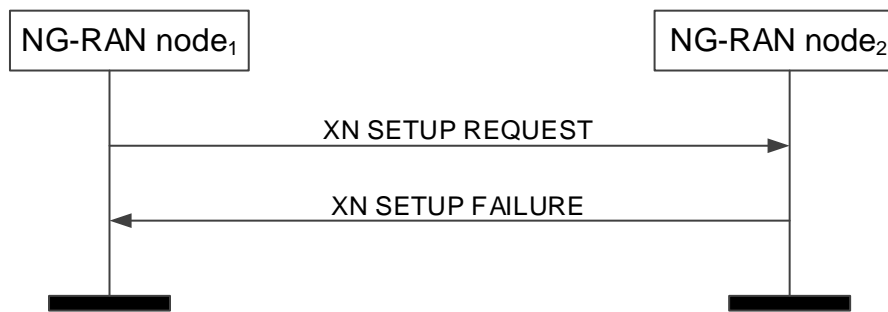 NG-RAN node₁
NG-RAN node₂
XN SETUP REQUEST
XN SETUP FAILURE